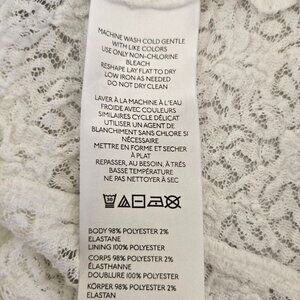 MACHINE WASH COLD GENTLE
WITH LIKE COLORS
USE ONLY NON-CHLORINE
BLEACH
RESHAPE LAY FLAT TO DRY
LOW IRON AS NEEDED
DO NOT DRY CLEAN
LAVER À LA MACHINE À L'EAU
FROIDE AVEC COULEURS
SIMILAIRES CYCLE DÉLICAT
UTILISER UN AGENT DE
BLANCHIMENT SANS CHLORE SI
NÉCESSAIRE
METTRE EN FORME ET SECHER
À PLAT
REPASSER, AU BESOIN, À TRÈS
BASSE TEMPÉRATURE
NE PAS NETTOYER À SEC
BODY 98% POLYESTER 2%
ELASTANE
LINING 100% POLYESTER
CORPS 98% POLYESTER 2%
ÉLASTHANNE
DOUBLURE 100% POLYESTER
KÖRPER 98% POLYESTER 2%
ELASTAN